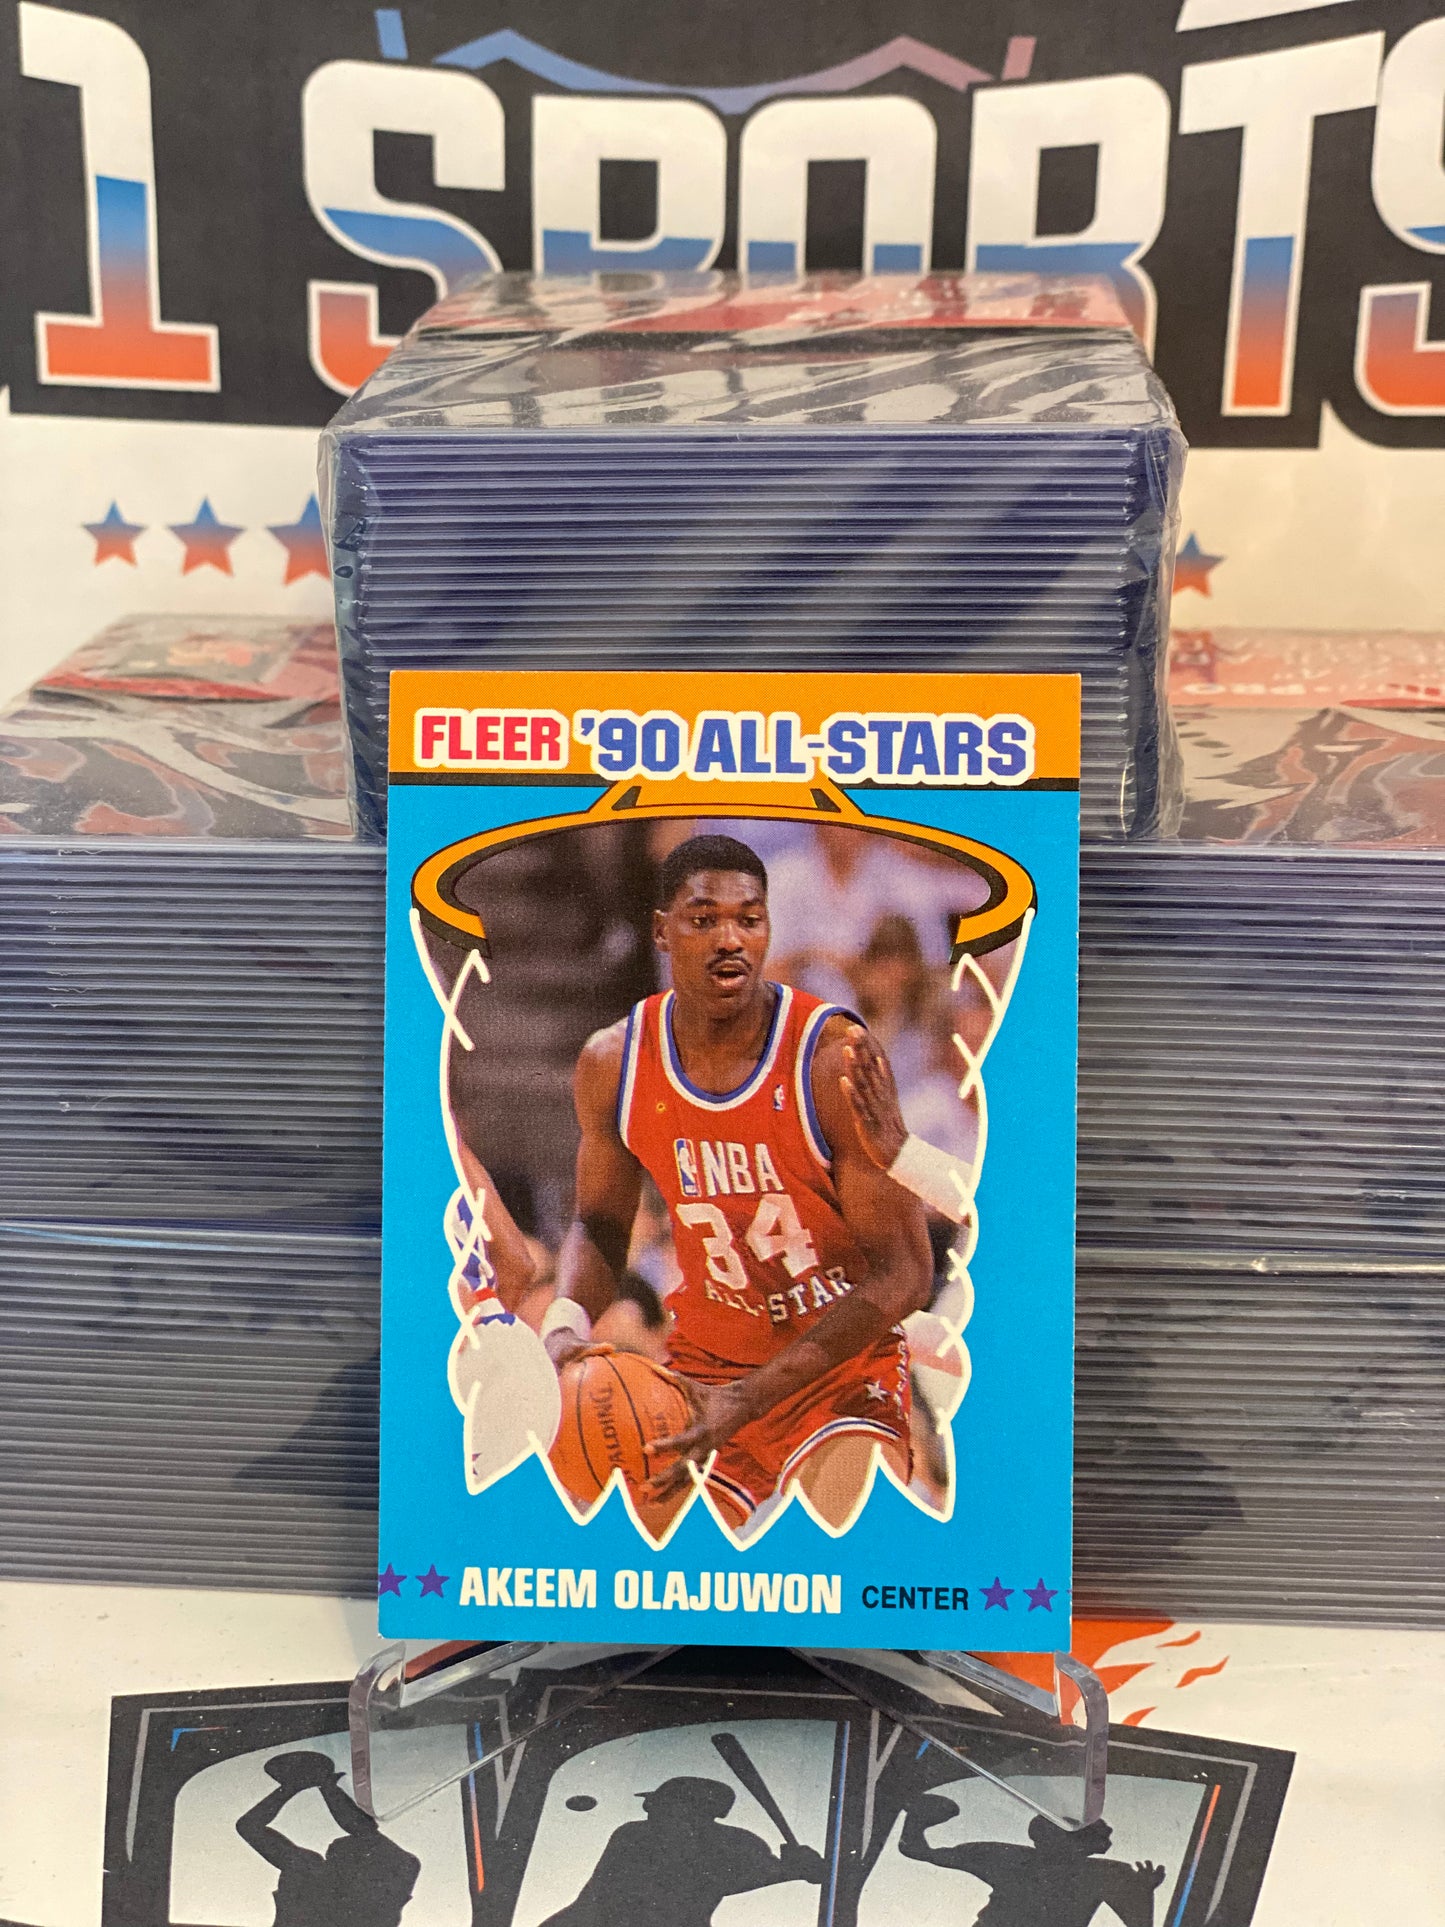 1 SPORTS
FLEER '90 ALL-STARS
NBA
34
ALL-STAR
SPALDING
AKEEM OLAJUWON CENTER